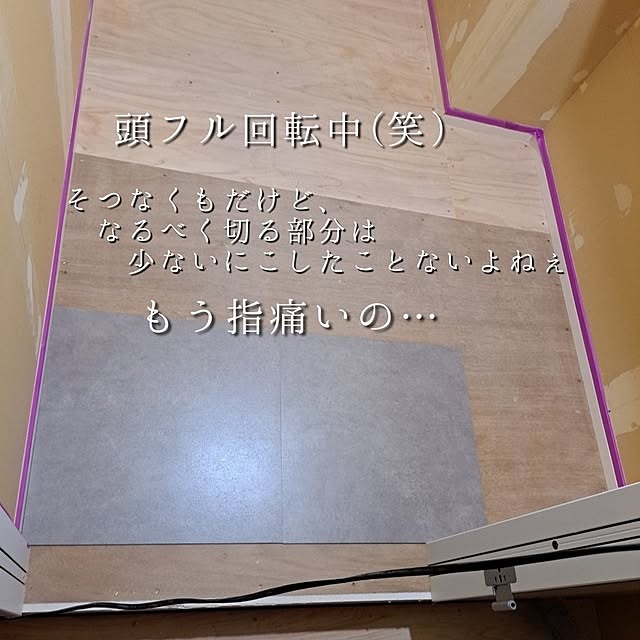 頭フル回転中(笑)
そつなくもだけど、
なるべく切る部分は
少ないにこしたことないよねぇ
もう指痛いの…